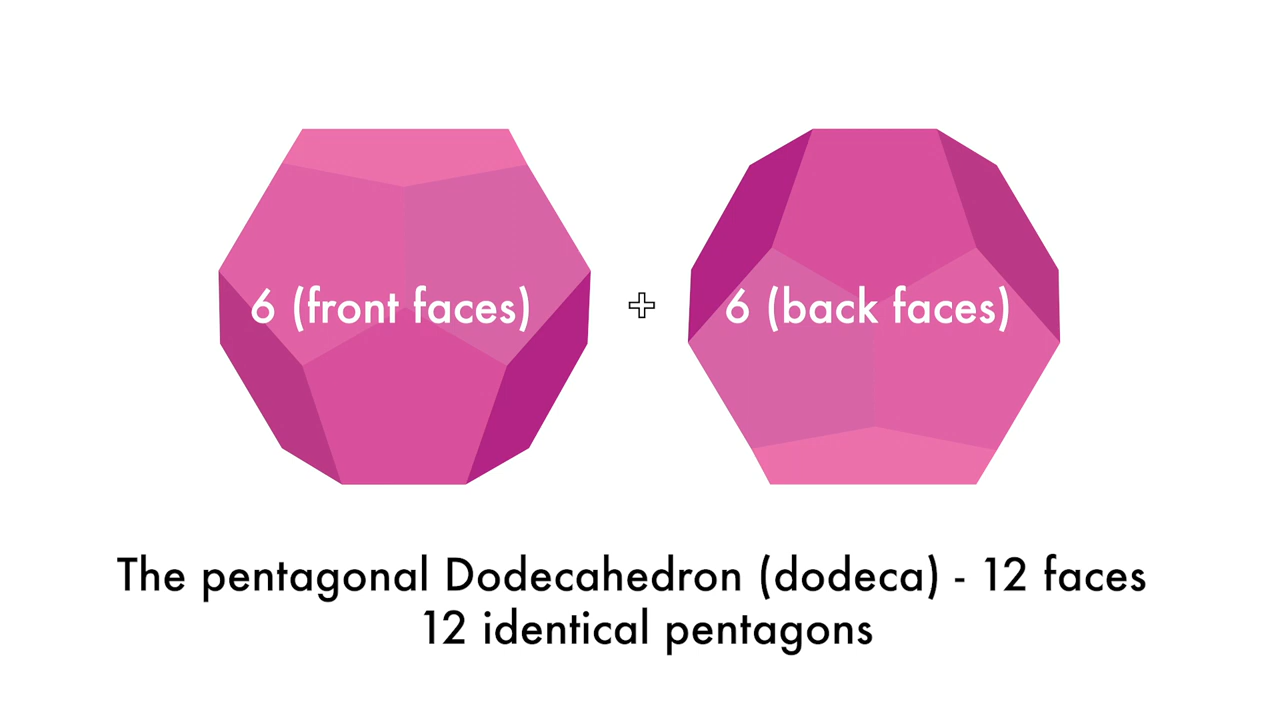 6 (front faces)
6 (back faces)
The pentagonal Dodecahedron (dodeca) - 12 faces
12 identical pentagons